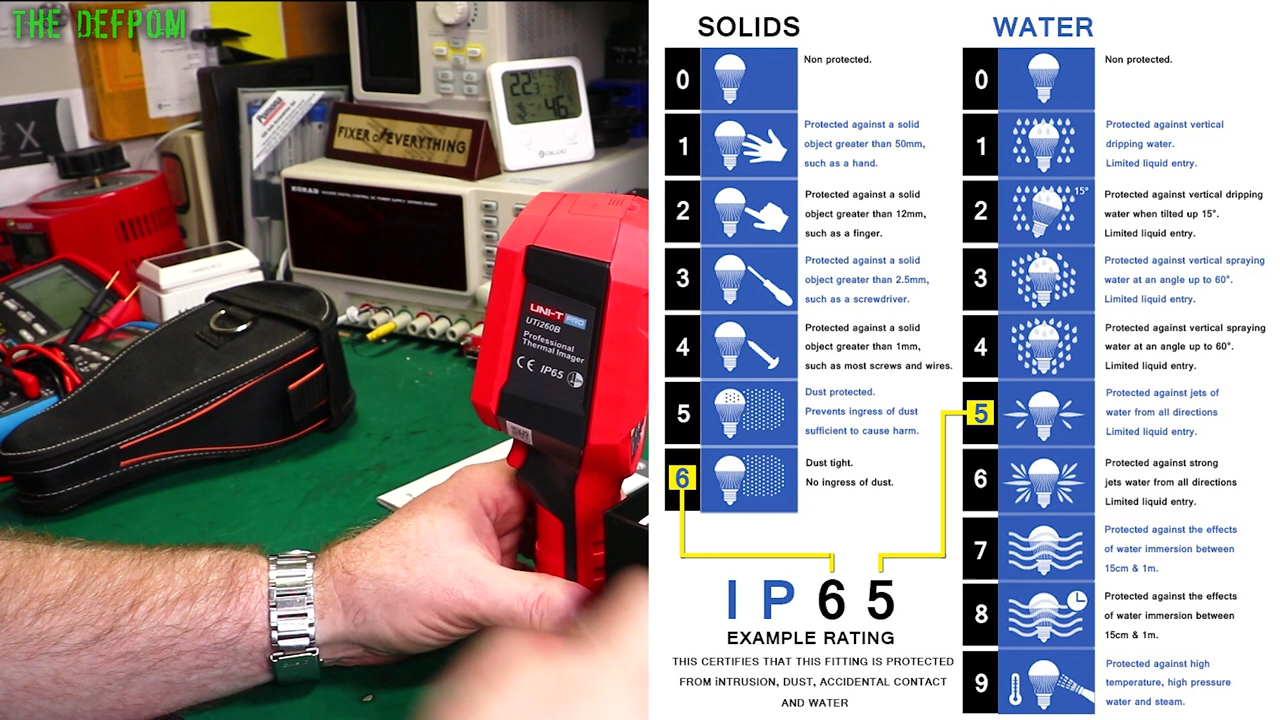 THE DEFPOM
FIXER of EVERYTHING
22.3
46
KORAD
UNI-T PRO
UTi260B
Professional
Thermal Imager
CE IP65
SOLIDS
0
Non protected.
1
Protected against a solid
object greater than 50mm,
such as a hand.
2
Protected against a solid
object greater than 12mm,
such as a finger.
3
Protected against a solid
object greater than 2.5mm,
such as a screwdriver.
4
Protected against a solid
object greater than 1mm,
such as most screws and wires.
5
Dust protected.
Prevents ingress of dust
sufficient to cause harm.
6
Dust tight.
No ingress of dust.
IP65
EXAMPLE RATING
THIS CERTIFIES THAT THIS FITTING IS PROTECTED
FROM iNTRUSION, DUST, ACCIDENTAL CONTACT
AND WATER
WATER
0
Non protected.
1
Protected against vertical
dripping water.
Limited liquid entry.
2
15°
Protected against vertical dripping
water when tilted up 15°.
Limited liquid entry.
3
Protected against vertical spraying
water at an angle up to 60°.
Limited liquid entry.
4
Protected against vertical spraying
water at an angle up to 60°.
Limited liquid entry.
5
Protected against jets of
water from all directions
Limited liquid entry.
6
Protected against strong
jets water from all directions
Limited liquid entry.
7
Protected against the effects
of water immersion between
15cm & 1m.
8
Protected against the effects
of water immersion between
15cm & 1m.
9
Protected against high
temperature, high pressure
water and steam.